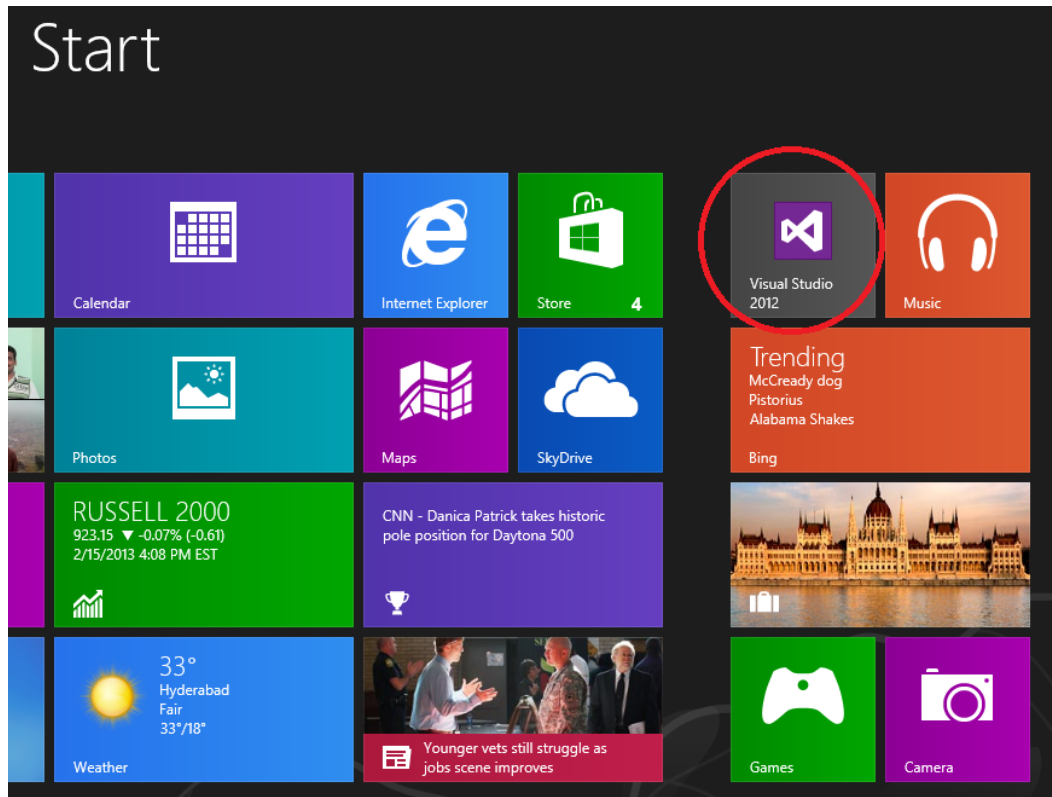 Start
Calendar
Internet Explorer
Store 4
Visual Studio
2012
Music
Photos
Maps
SkyDrive
Trending
McCready dog
Pistorius
Alabama Shakes
Bing
RUSSELL 2000
923.15 ▼ -0.07% (-0.61)
2/15/2013 4:08 PM EST
CNN - Danica Patrick takes historic
pole position for Daytona 500
33°
Hyderabad
Fair
33°/18°
Weather
Younger vets still struggle as
jobs scene improves
Games
Camera